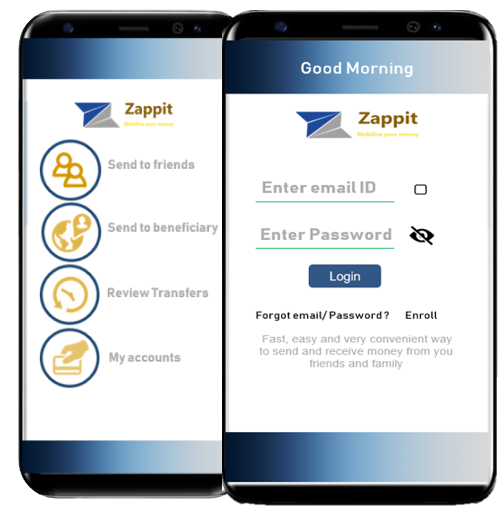 Zappit
Mobilize your money
Send to friends
Send to beneficiary
Review Transfers
My accounts
Good Morning
Zappit
Mobilize your money
Enter email ID
Enter Password
Login
Forgot email/ Password ? Enroll
Fast, easy and very convenient way
to send and receive money from you
friends and family